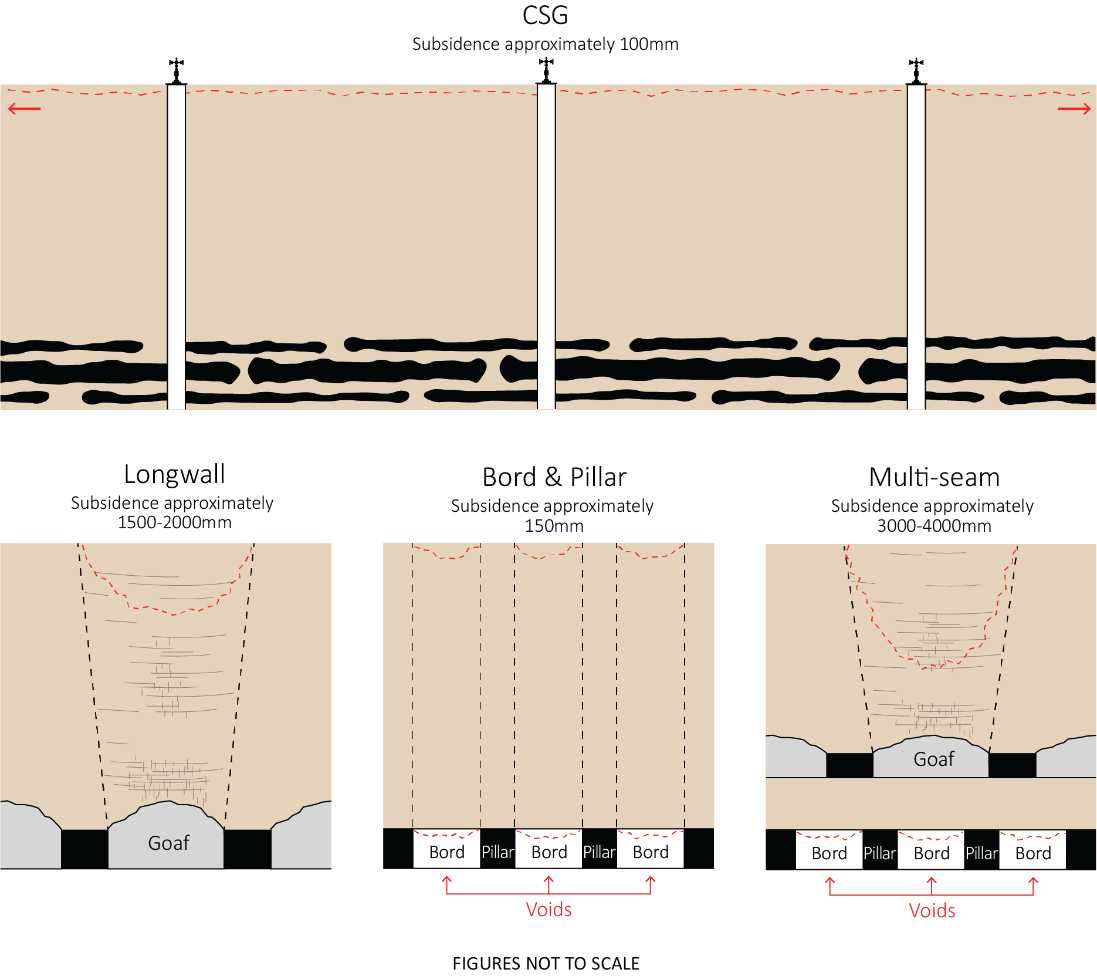 CSG
Subsidence approximately 100mm
Longwall
Subsidence approximately
1500-2000mm
Goaf
Bord & Pillar
Subsidence approximately
150mm
Bord Pillar Bord Pillar Bord
Voids
Multi-seam
Subsidence approximately
3000-4000mm
Goaf
Bord Pillar Bord Pillar Bord
Voids
FIGURES NOT TO SCALE